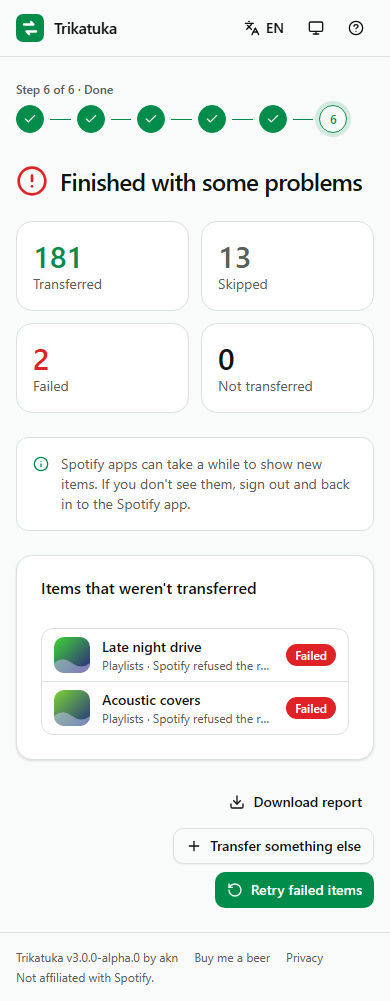 Trikatuka
EN
Step 6 of 6 · Done
6
Finished with some problems
181
Transferred
13
Skipped
2
Failed
0
Not transferred
Spotify apps can take a while to show new
items. If you don't see them, sign out and back
in to the Spotify app.
Items that weren't transferred
Late night drive
Playlists · Spotify refused the r...
Failed
Acoustic covers
Playlists · Spotify refused the r...
Failed
Download report
Transfer something else
Retry failed items
Trikatuka v3.0.0-alpha.0 by akn Buy me a beer Privacy
Not affiliated with Spotify.